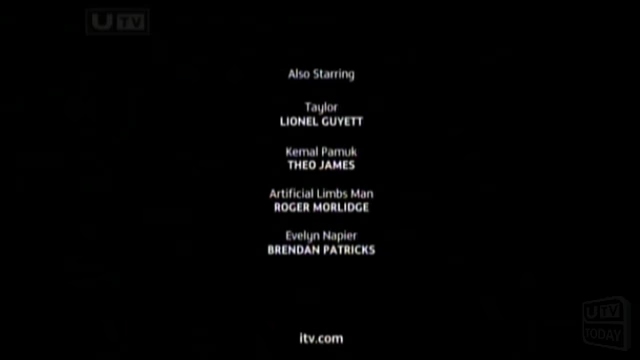 UTV
Also Starring
Taylor
LIONEL GUYETT
Kemal Pamuk
THEO JAMES
Artificial Limbs Man
ROGER MORLIDGE
Evelyn Napier
BRENDAN PATRICKS
itv.com
UTV
TODAY